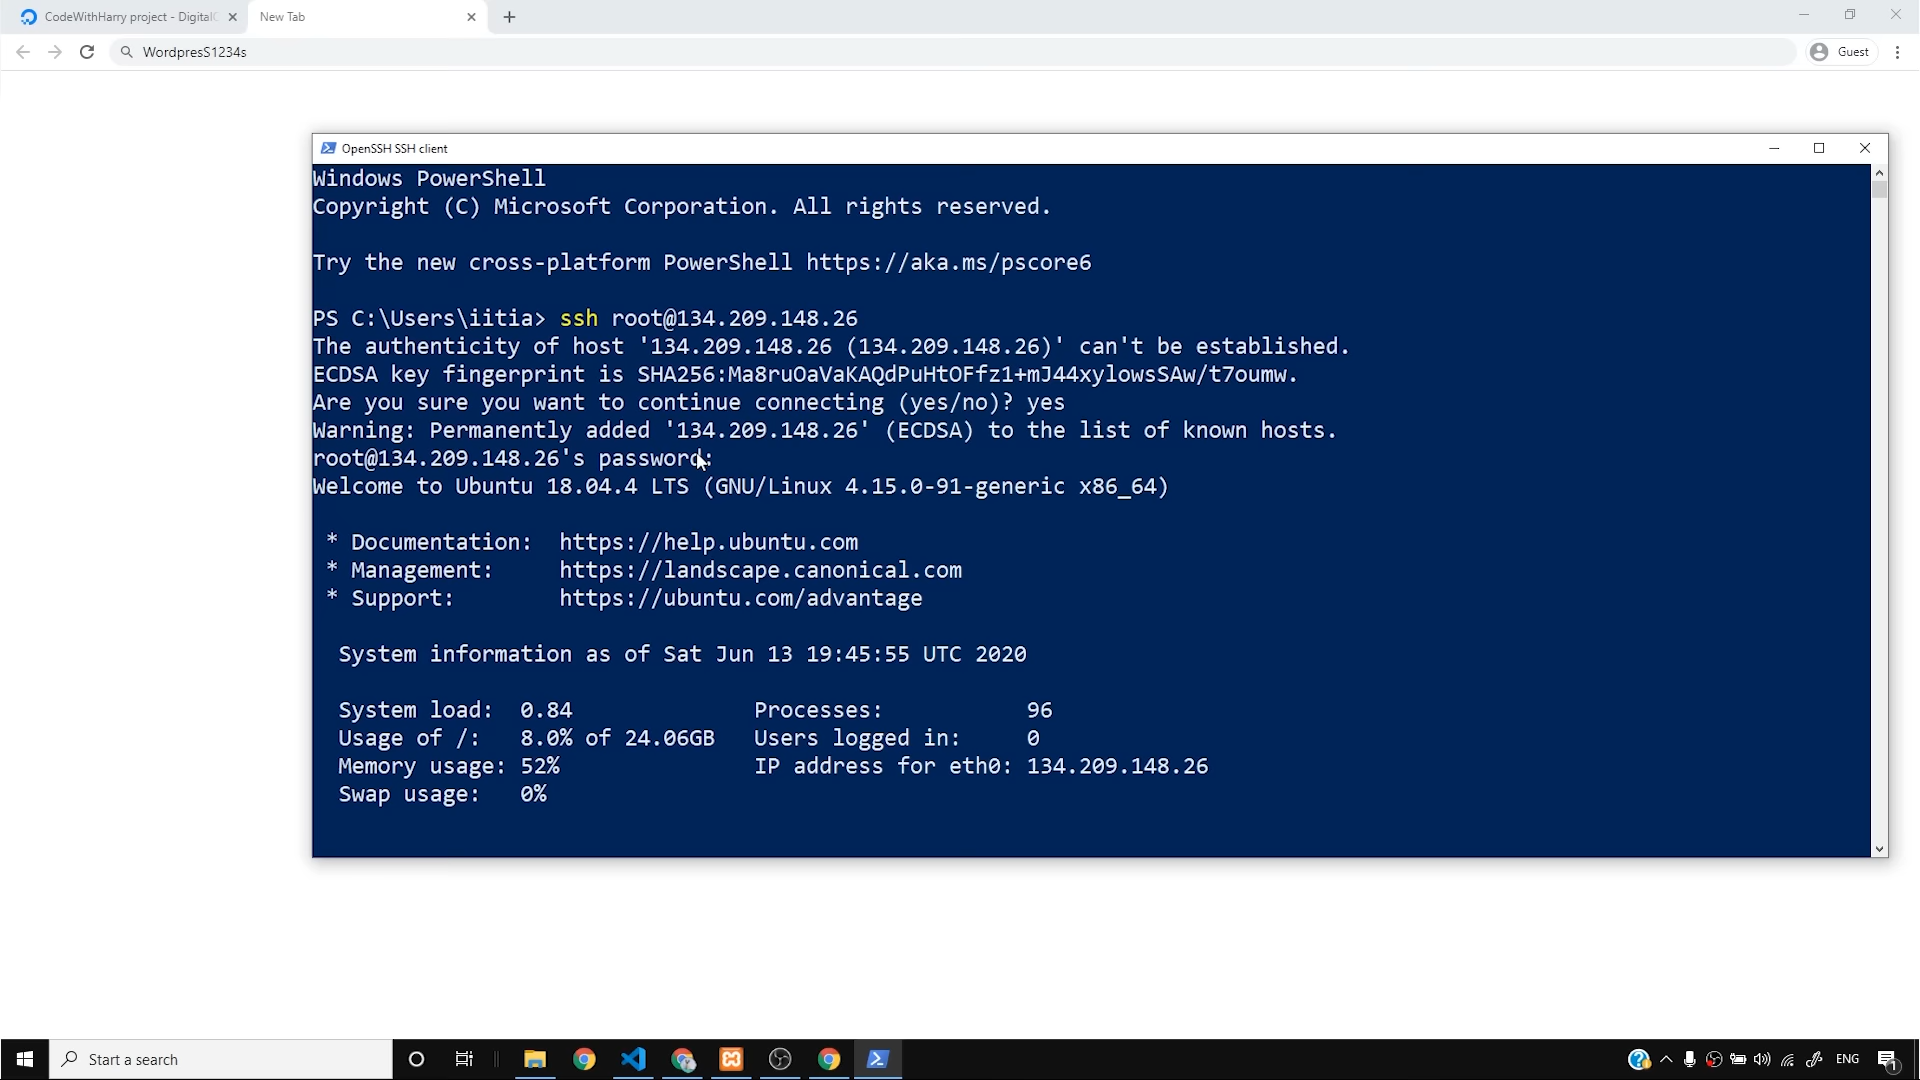 CodeWithHarry project - DigitalO
New Tab
WordpresS1234s
Guest
OpenSSH SSH client
Windows PowerShell
Copyright (C) Microsoft Corporation. All rights reserved.
Try the new cross-platform PowerShell https://aka.ms/pscore6
PS C:\Users\iitia> ssh root@134.209.148.26
The authenticity of host '134.209.148.26 (134.209.148.26)' can't be established.
ECDSA key fingerprint is SHA256:Ma8ruOaVaKAQdPuHtOFfz1+mJ44xylowsSAw/t7oumw.
Are you sure you want to continue connecting (yes/no)? yes
Warning: Permanently added '134.209.148.26' (ECDSA) to the list of known hosts.
root@134.209.148.26's password:
Welcome to Ubuntu 18.04.4 LTS (GNU/Linux 4.15.0-91-generic x86_64)
* Documentation: https://help.ubuntu.com
* Management: https://landscape.canonical.com
* Support: https://ubuntu.com/advantage
System information as of Sat Jun 13 19:45:55 UTC 2020
System load: 0.84 Processes: 96
Usage of /: 8.0% of 24.06GB Users logged in: 0
Memory usage: 52% IP address for eth0: 134.209.148.26
Swap usage: 0%
Start a search
ENG
1